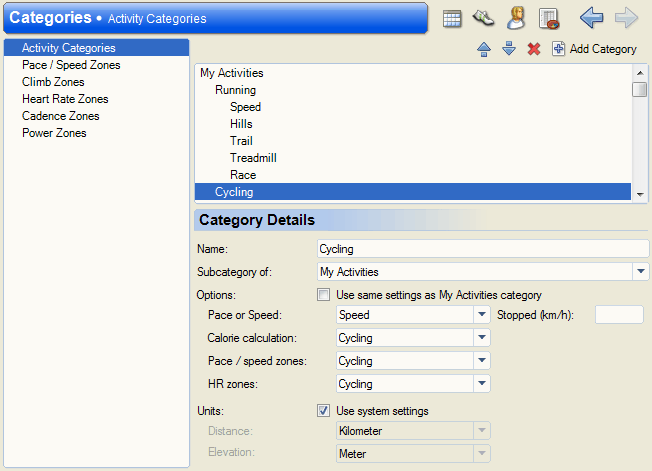 Categories • Activity Categories
Add Category
Activity Categories
Pace / Speed Zones
Climb Zones
Heart Rate Zones
Cadence Zones
Power Zones
My Activities
Running
Speed
Hills
Trail
Treadmill
Race
Cycling
Category Details
Name: Cycling
Subcategory of: My Activities
Options: Use same settings as My Activities category
Pace or Speed: Speed Stopped (km/h):
Calorie calculation: Cycling
Pace / speed zones: Cycling
HR zones: Cycling
Units: Use system settings
Distance: Kilometer
Elevation: Meter